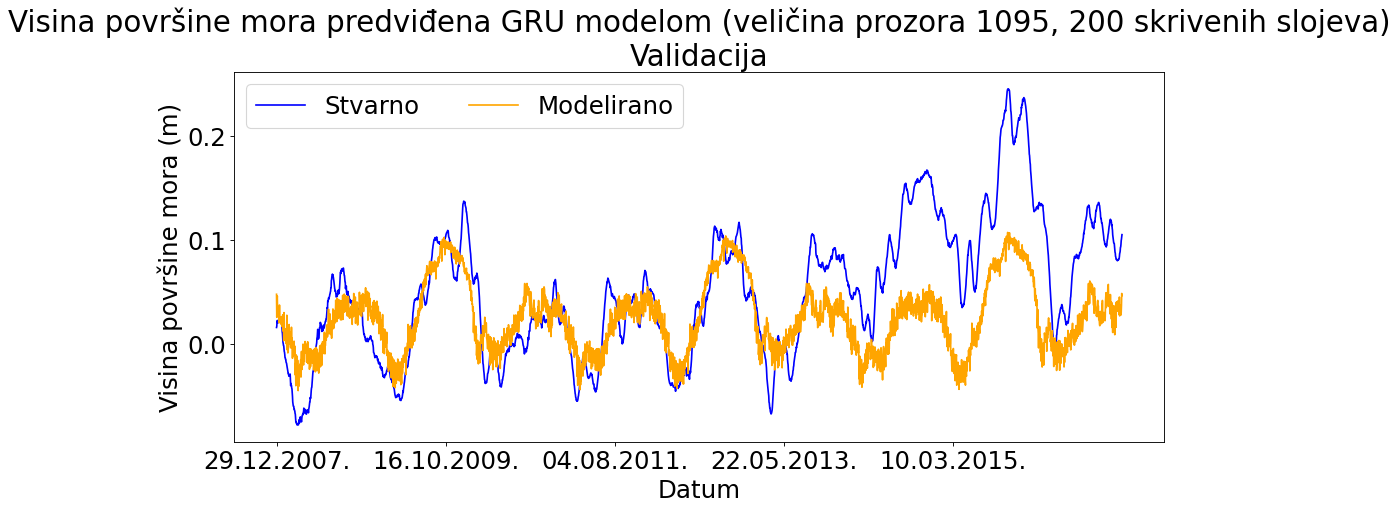 Visina površine mora predviđena GRU modelom (veličina prozora 1095, 200 skrivenih slojeva)
Validacija
Stvarno
Modelirano
Visina površine mora (m)
0.2
0.1
0.0
29.12.2007.
16.10.2009.
04.08.2011.
22.05.2013.
10.03.2015.
Datum